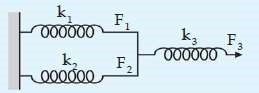 k₁ F₁
k₃ F₃
k₂ F₂